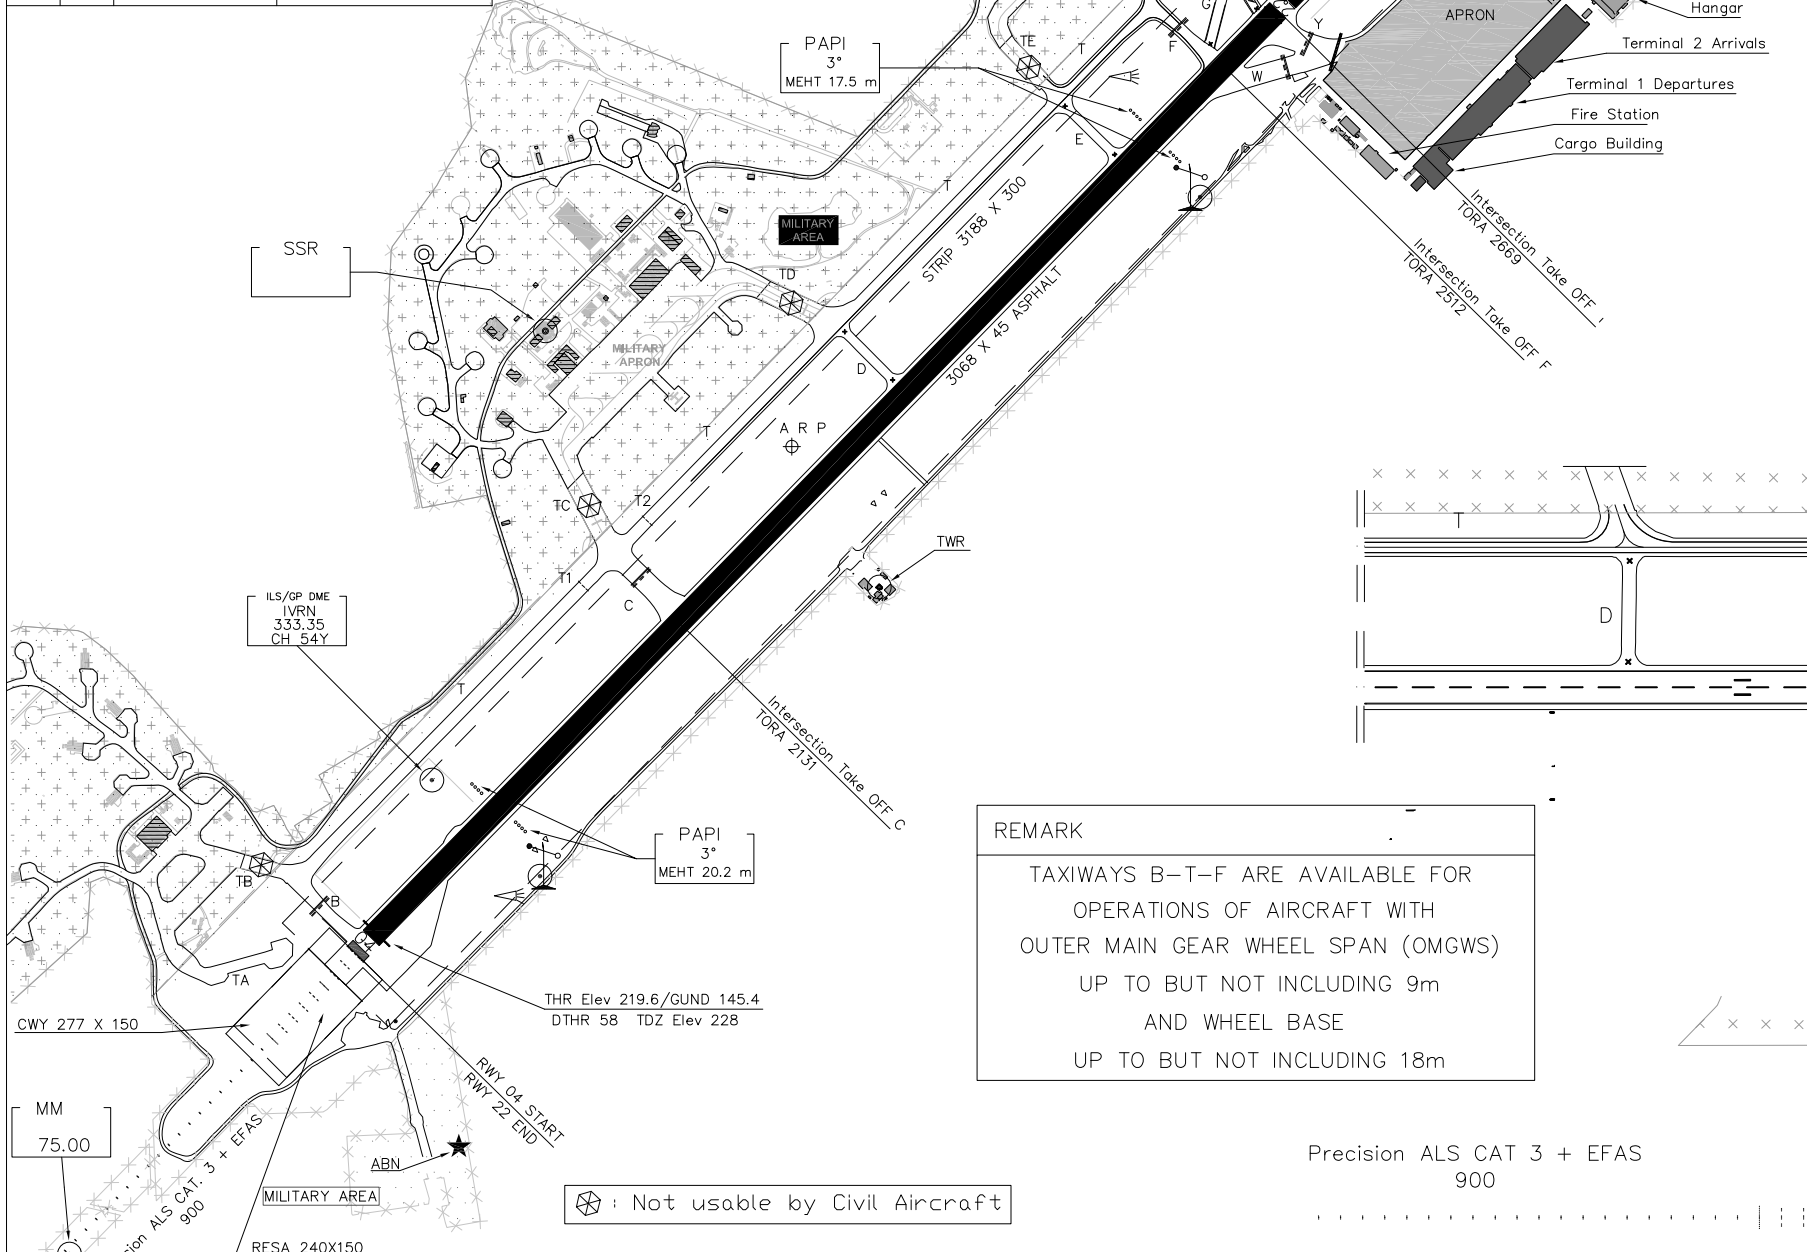 APRON
Hangar
Terminal 2 Arrivals
Terminal 1 Departures
Fire Station
Cargo Building
PAPI
3°
MEHT 17.5 m
TE
T
F
G
Y
W
E
T
STRIP 3188 X 300
3068 X 45 ASPHALT
MILITARY
AREA
SSR
TD
MILITARY
APRON
D
A R P
T
Intersection Take OFF I
TORA 2669
Intersection Take OFF F
TORA 2512
TC
T2
T1
C
TWR
T
D
ILS/GP DME
IVRN
333.35
CH 54Y
T
Intersection Take OFF C
TORA 2131
PAPI
3°
MEHT 20.2 m
TB
B
04
TA
THR Elev 219.6/GUND 145.4
DTHR 58 TDZ Elev 228
CWY 277 X 150
RWY 04 START
RWY 22 END
REMARK
TAXIWAYS B-T-F ARE AVAILABLE FOR
OPERATIONS OF AIRCRAFT WITH
OUTER MAIN GEAR WHEEL SPAN (OMGWS)
UP TO BUT NOT INCLUDING 9m
AND WHEEL BASE
UP TO BUT NOT INCLUDING 18m
MM
75.00
ABN
MILITARY AREA
sion ALS CAT. 3 + EFAS
900
RESA 240X150
: Not usable by Civil Aircraft
Precision ALS CAT 3 + EFAS
900